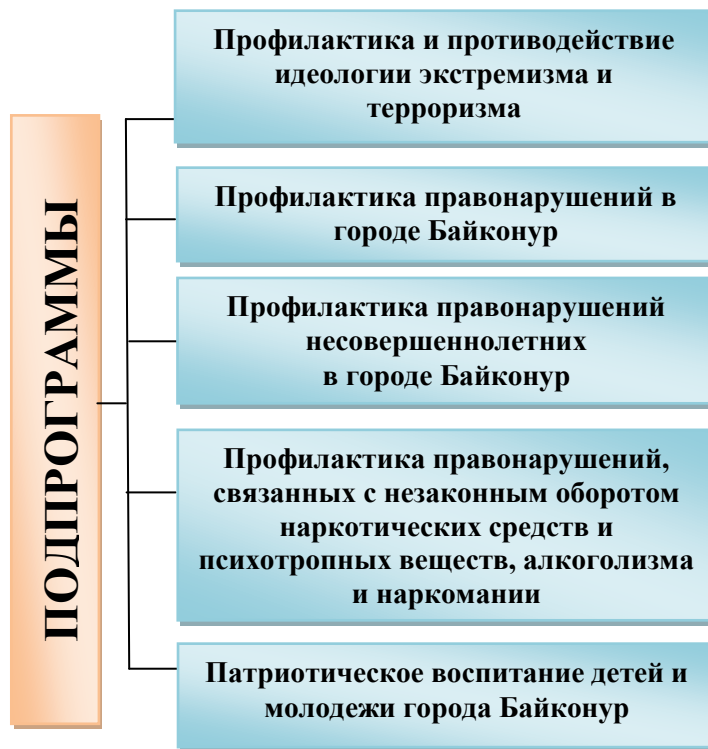 ПОДПРОГРАММЫ
Профилактика и противодействие
идеологии экстремизма и
терроризма
Профилактика правонарушений в
городе Байконур
Профилактика правонарушений
несовершеннолетних
в городе Байконур
Профилактика правонарушений,
связанных с незаконным оборотом
наркотических средств и
психотропных веществ, алкоголизма
и наркомании
Патриотическое воспитание детей и
молодежи города Байконур